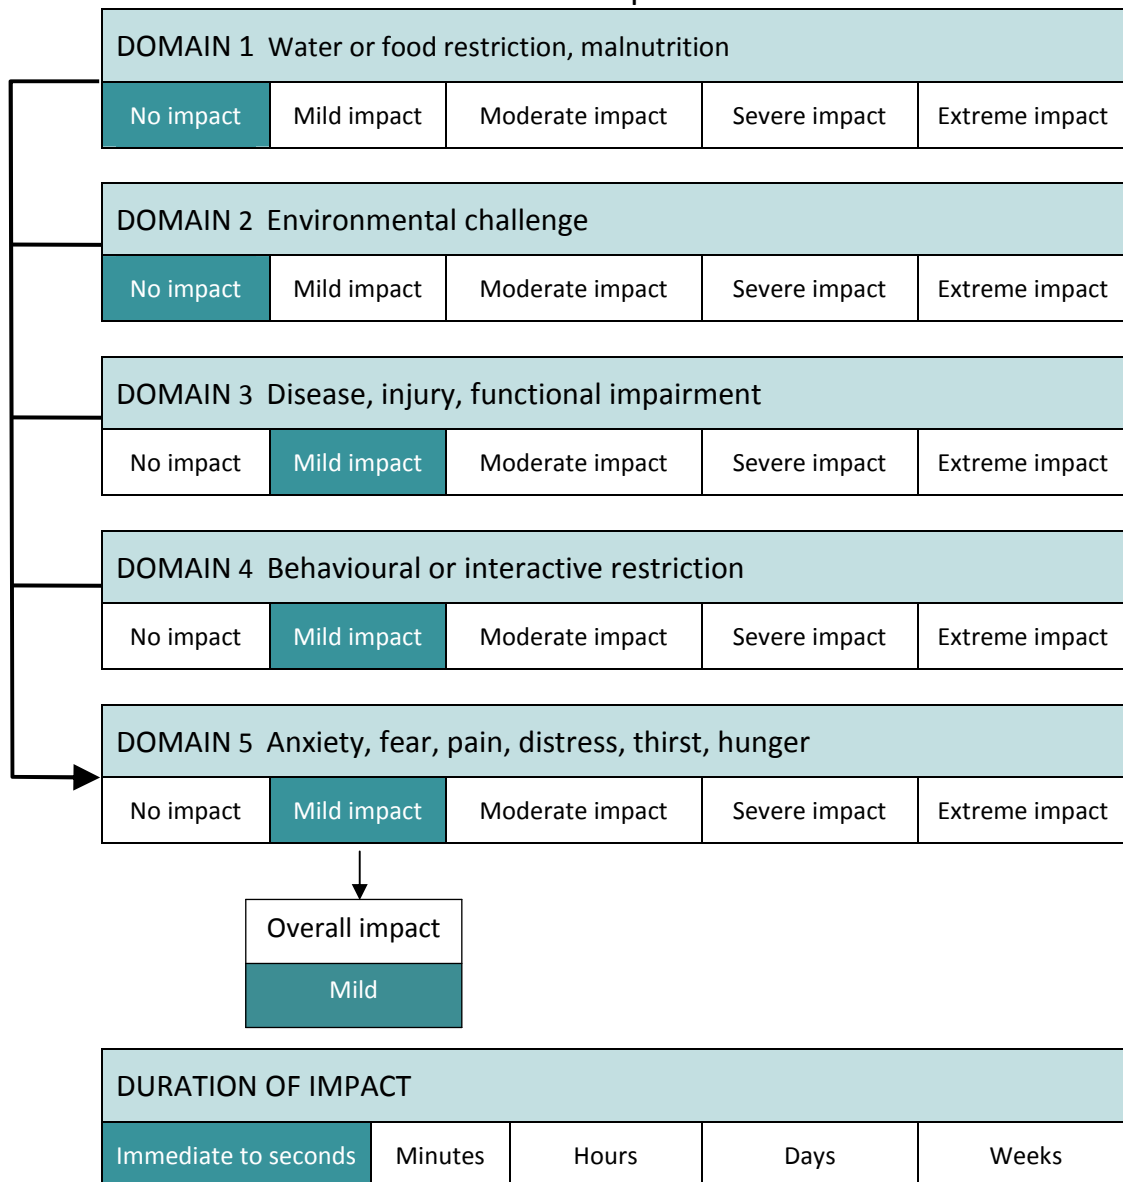 DOMAIN 1 Water or food restriction, malnutrition
No impact Mild impact Moderate impact Severe impact Extreme impact
DOMAIN 2 Environmental challenge
No impact Mild impact Moderate impact Severe impact Extreme impact
DOMAIN 3 Disease, injury, functional impairment
No impact Mild impact Moderate impact Severe impact Extreme impact
DOMAIN 4 Behavioural or interactive restriction
No impact Mild impact Moderate impact Severe impact Extreme impact
DOMAIN 5 Anxiety, fear, pain, distress, thirst, hunger
No impact Mild impact Moderate impact Severe impact Extreme impact
Overall impact
Mild
DURATION OF IMPACT
Immediate to seconds Minutes Hours Days Weeks